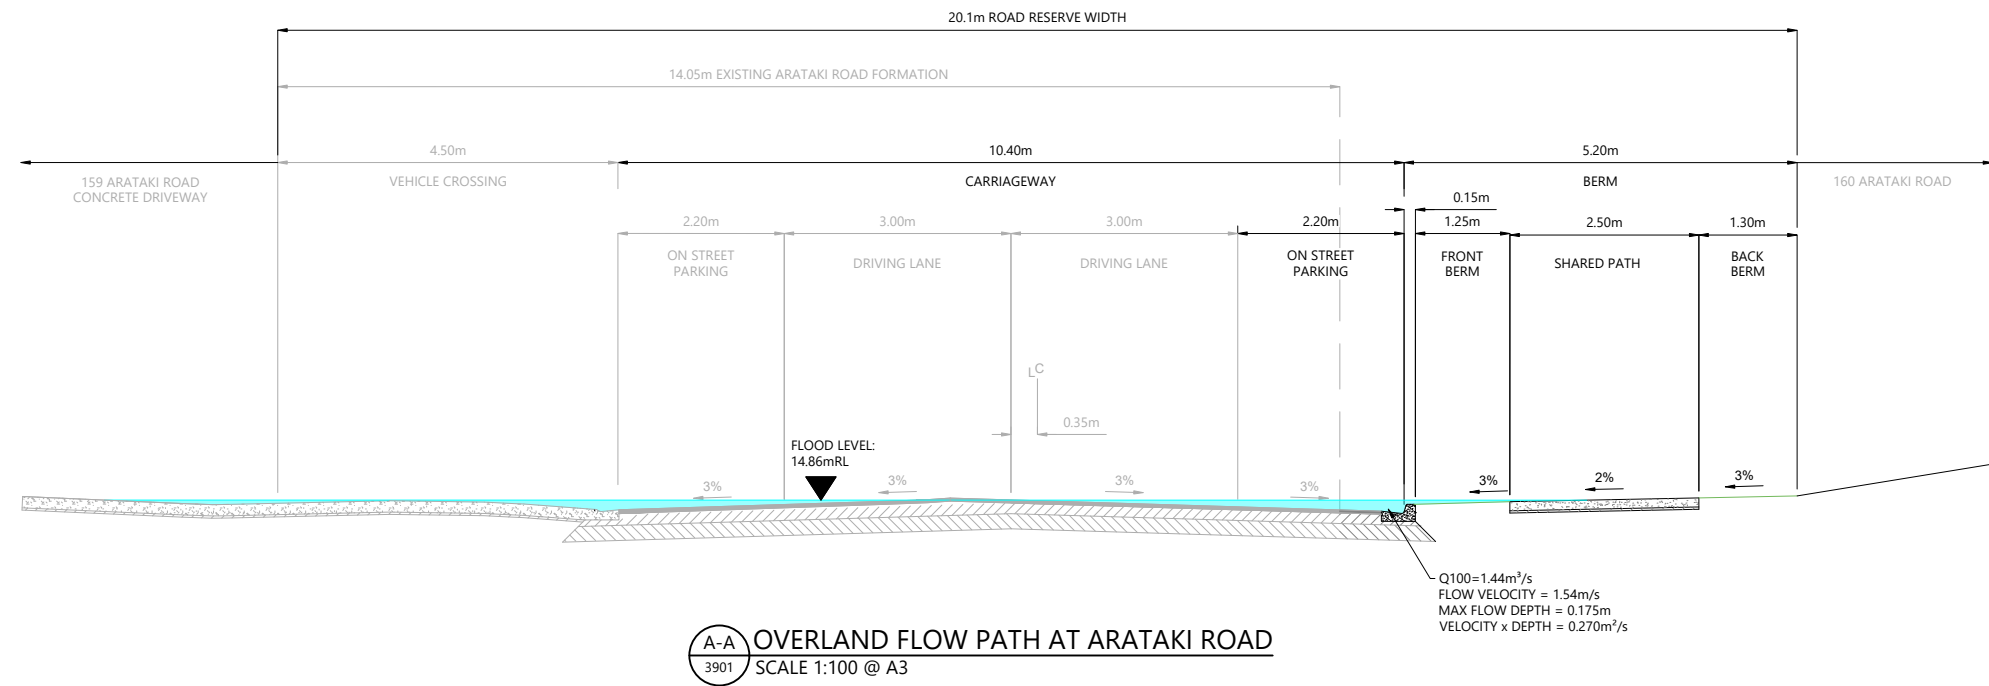 20.1m ROAD RESERVE WIDTH
14.05m EXISTING ARATAKI ROAD FORMATION
4.50m
10.40m
5.20m
159 ARATAKI ROAD
CONCRETE DRIVEWAY
VEHICLE CROSSING
CARRIAGEWAY
BERM
160 ARATAKI ROAD
0.15m
2.20m
3.00m
3.00m
2.20m
1.25m
2.50m
1.30m
ON STREET
PARKING
DRIVING LANE
DRIVING LANE
ON STREET
PARKING
FRONT
BERM
SHARED PATH
BACK
BERM
LC
0.35m
FLOOD LEVEL:
14.86mRL
3%
3%
3%
3%
3%
2%
3%
Q100=1.44m³/s
FLOW VELOCITY = 1.54m/s
MAX FLOW DEPTH = 0.175m
VELOCITY x DEPTH = 0.270m²/s
A-A
3901
OVERLAND FLOW PATH AT ARATAKI ROAD
SCALE 1:100 @ A3